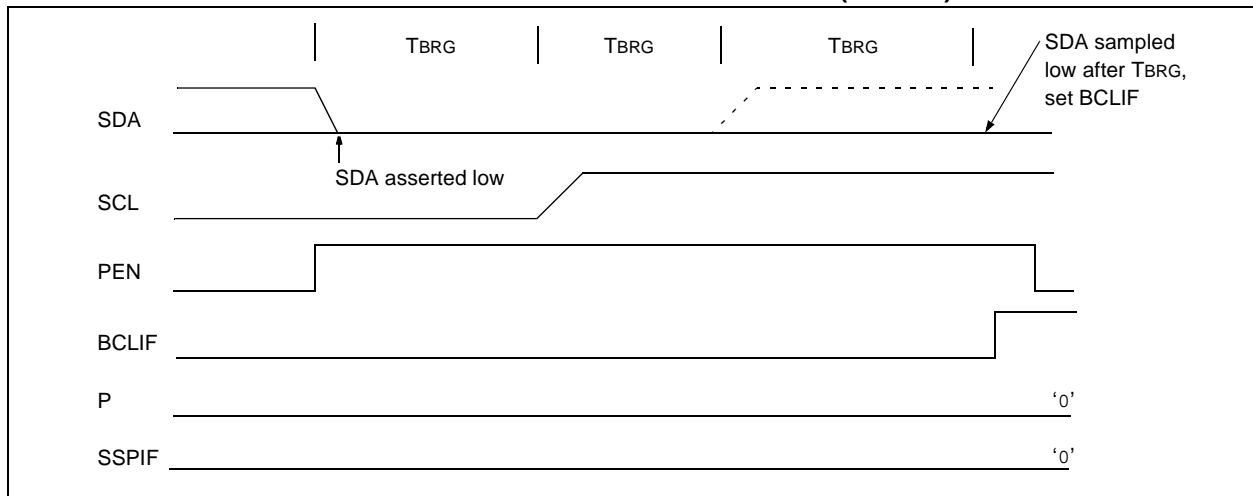 TBRG TBRG TBRG
SDA sampled
low after TBRG,
set BCLIF
SDA
SDA asserted low
SCL
PEN
BCLIF
P ‘0’
SSPIF ‘0’